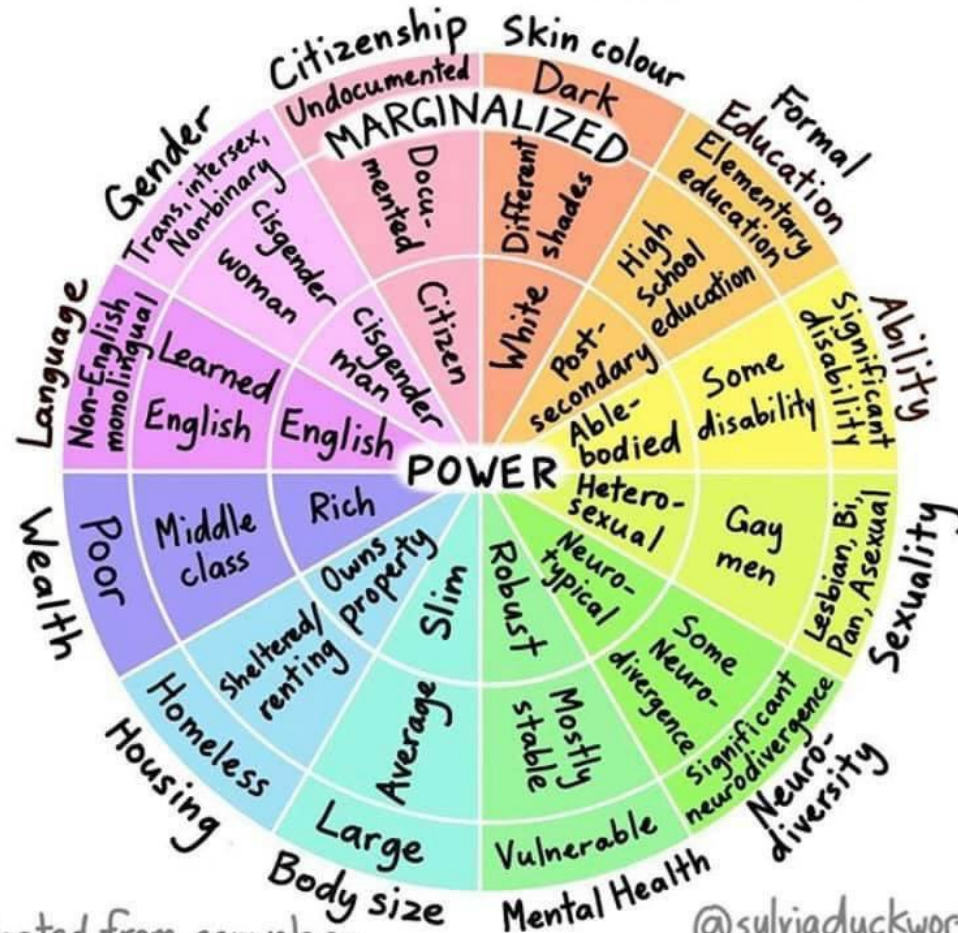 Citizenship
Undocumented
Docu-
mented
Citizen
Skin colour
Dark
Different
shades
White
Formal
Education
Elementary
education
High
School
education
Post-
secondary
Ability
Significant
disability
Some
disability
Able-
bodied
Sexuality
Lesbian, Bi,
Pan, Asexual
Gay
men
Hetero-
sexual
Neuro-
diversity
Significant
neurodivergence
Some
Neuro-
divergence
Neuro-
typical
Mental Health
Vulnerable
Mostly
stable
Robust
Body size
Large
Average
Slim
Housing
Homeless
Sheltered/
renting
Owns
property
Wealth
Poor
Middle
class
Rich
Language
Non-English
monolingual
Learned
English
English
Gender
Trans, intersex,
Non-binary
Cisgender
woman
Cisgender
man
MARGINALIZED
POWER
from
@sylviaduckwor